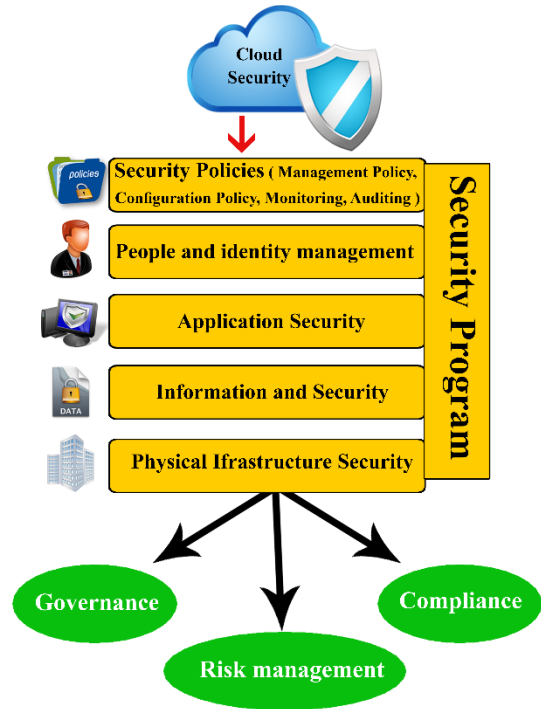 Cloud
Security
policies
Security Policies ( Management Policy,
Configuration Policy, Monitoring, Auditing )
People and identity management
Application Security
DATA
Information and Security
Physical Ifrastructure Security
Security Program
Governance
Compliance
Risk management